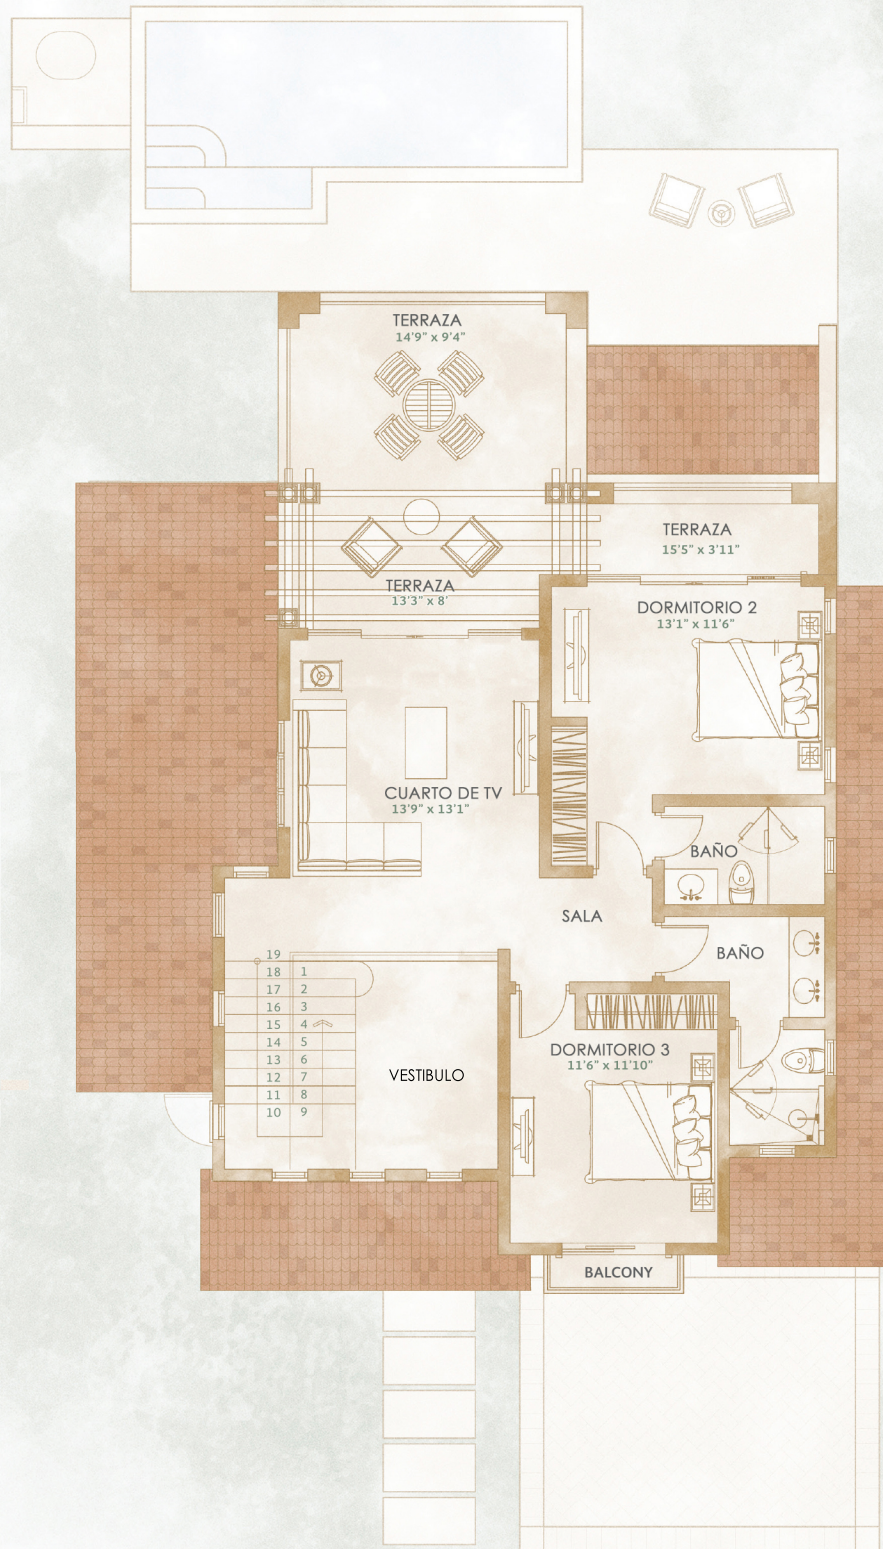 TERRAZA
14'9" x 9'4"
TERRAZA
15'5" x 3'11"
TERRAZA
13'3" x 8'
DORMITORIO 2
13'1" x 11'6"
CUARTO DE TV
13'9" x 13'1"
BAÑO
SALA
BAÑO
19
18 1
17 2
16 3
15 4
14 5
13 6
12 7
11 8
10 9
VESTIBULO
DORMITORIO 3
11'6" x 11'10"
BALCONY